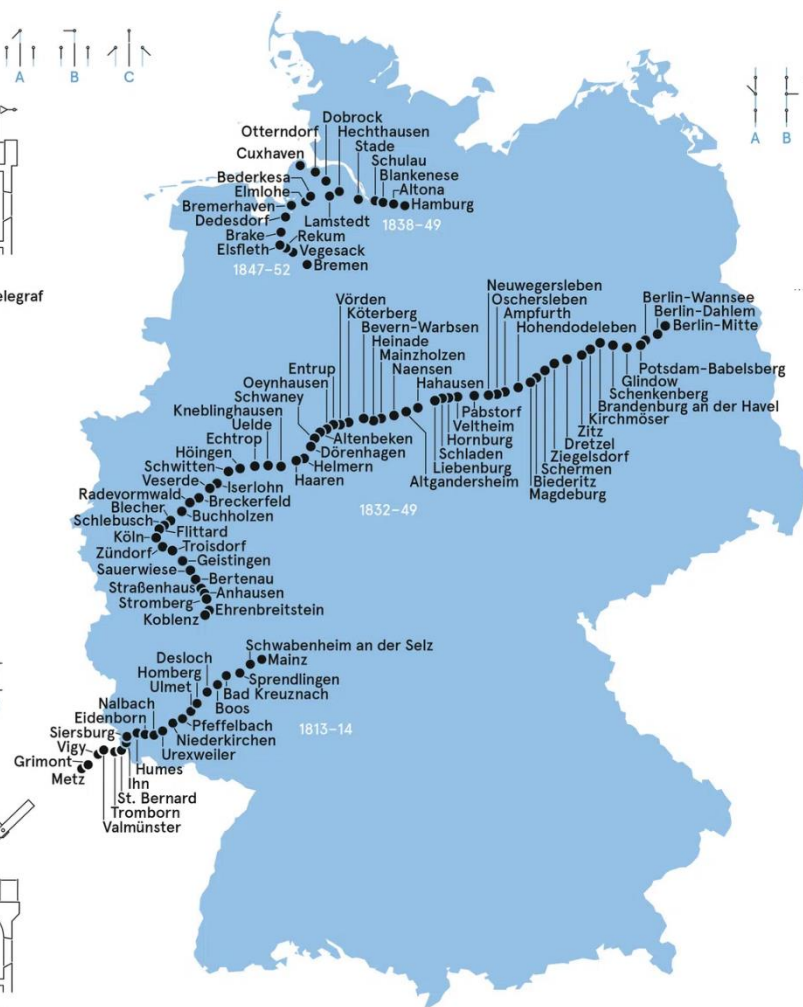 A
B
C
A
B
elegraf
Dobrock
Otterndorf
Hechthausen
Cuxhaven
Stade
Schulau
Bederkesa
Blankenese
Elmlohe
Altona
Bremerhaven
Hamburg
Dedesdorf
Lamstedt
1838–49
Brake
Rekum
Elsfleth
Vegesack
1847–52
Bremen
Neuwegersleben
Oschersleben
Ampfurth
Hohendodeleben
Berlin-Wannsee
Berlin-Dahlem
Berlin-Mitte
Vörden
Köterberg
Bevern-Warbsen
Heinade
Mainzholzen
Naensen
Hahausen
Potsdam-Babelsberg
Glindow
Schenkenberg
Brandenburg an der Havel
Kirchmöser
Zitz
Dretzel
Ziegelsdorf
Schermen
Biederitz
Magdeburg
Entrup
Oeynhausen
Schwaney
Kneblinghausen
Uelde
Echtrop
Höingen
Schwitten
Veserde
Radevormwald
Blecher
Schlebusch
Köln
Zündorf
Pabstorf
Veltheim
Hornburg
Schladen
Liebenburg
Altgandersheim
Altenbeken
Dörenhagen
Helmern
Haaren
Iserlohn
Breckerfeld
Buchholzen
1832–49
Flittard
Troisdorf
Geistingen
Sauerwiese
Bertenau
Straßenhaus
Anhausen
Stromberg
Ehrenbreitstein
Koblenz
Schwabenheim an der Selz
Mainz
Desloch
Homberg
Sprendlingen
Ulmet
Bad Kreuznach
Nalbach
Boos
Eidenborn
Pfeffelbach
1813–14
Siersburg
Niederkirchen
Vigy
Urexweiler
Grimont
Humes
Metz
Ihn
St. Bernard
Tromborn
Valmünster